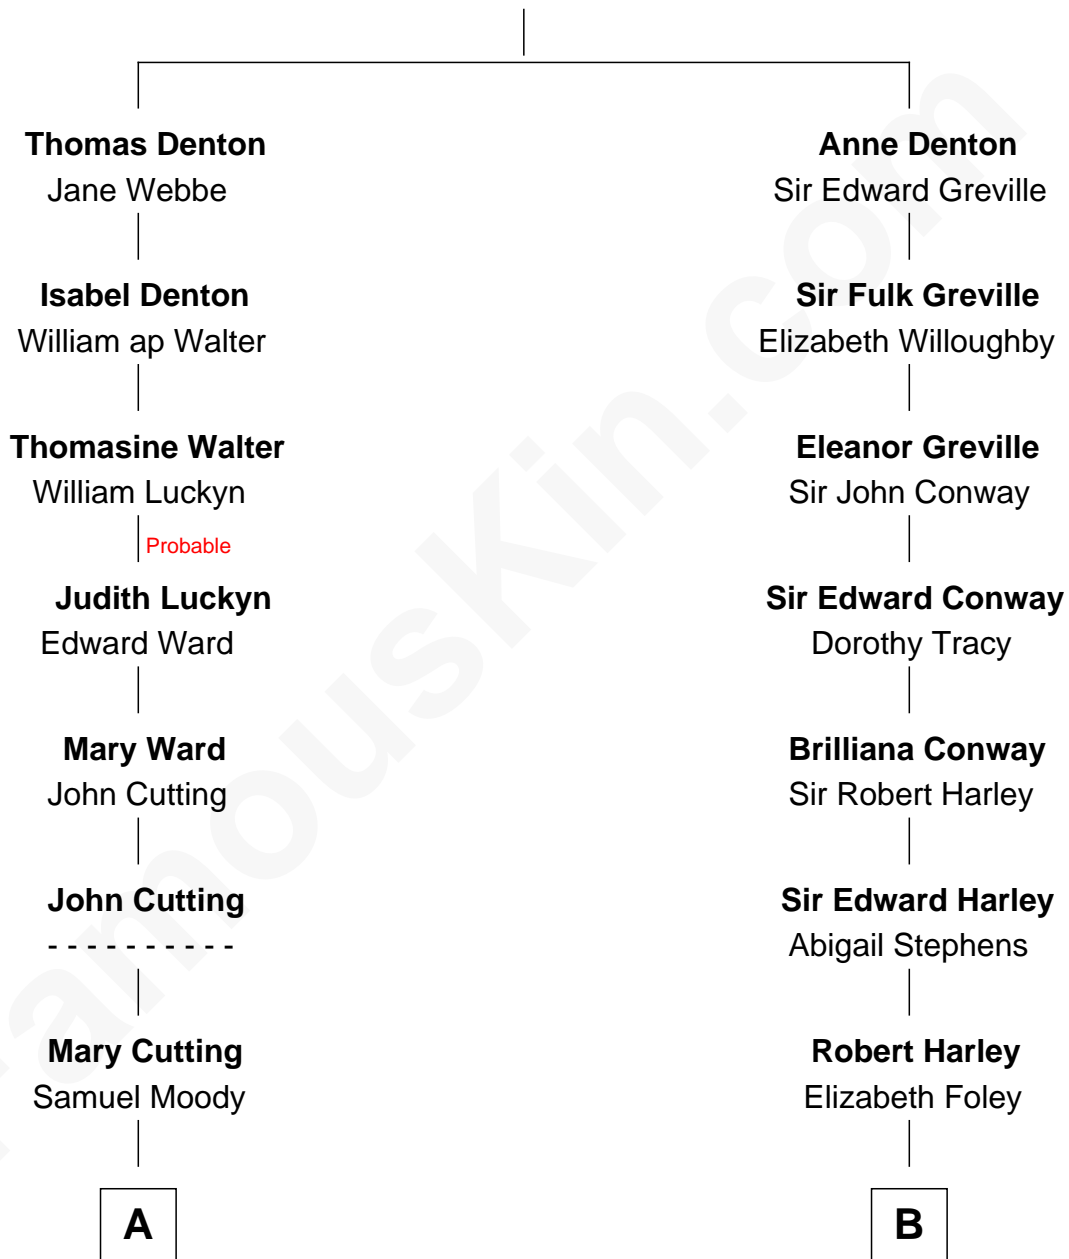 Thomas Denton
Jane Webbe
Isabel Denton
William ap Walter
Thomasine Walter
William Luckyn
Probable
Judith Luckyn
Edward Ward
Mary Ward
John Cutting
John Cutting
- - - - - - - - - -
Mary Cutting
Samuel Moody
A
Anne Denton
Sir Edward Greville
Sir Fulk Greville
Elizabeth Willoughby
Eleanor Greville
Sir John Conway
Sir Edward Conway
Dorothy Tracy
Brilliana Conway
Sir Robert Harley
Sir Edward Harley
Abigail Stephens
Robert Harley
Elizabeth Foley
B
FamousKin.com